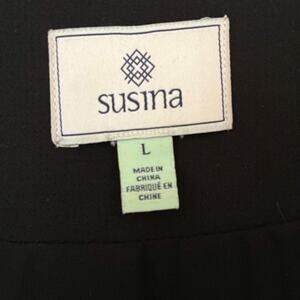 susina
L
MADE IN
CHINA
FABRIQUÉ EN
CHINE